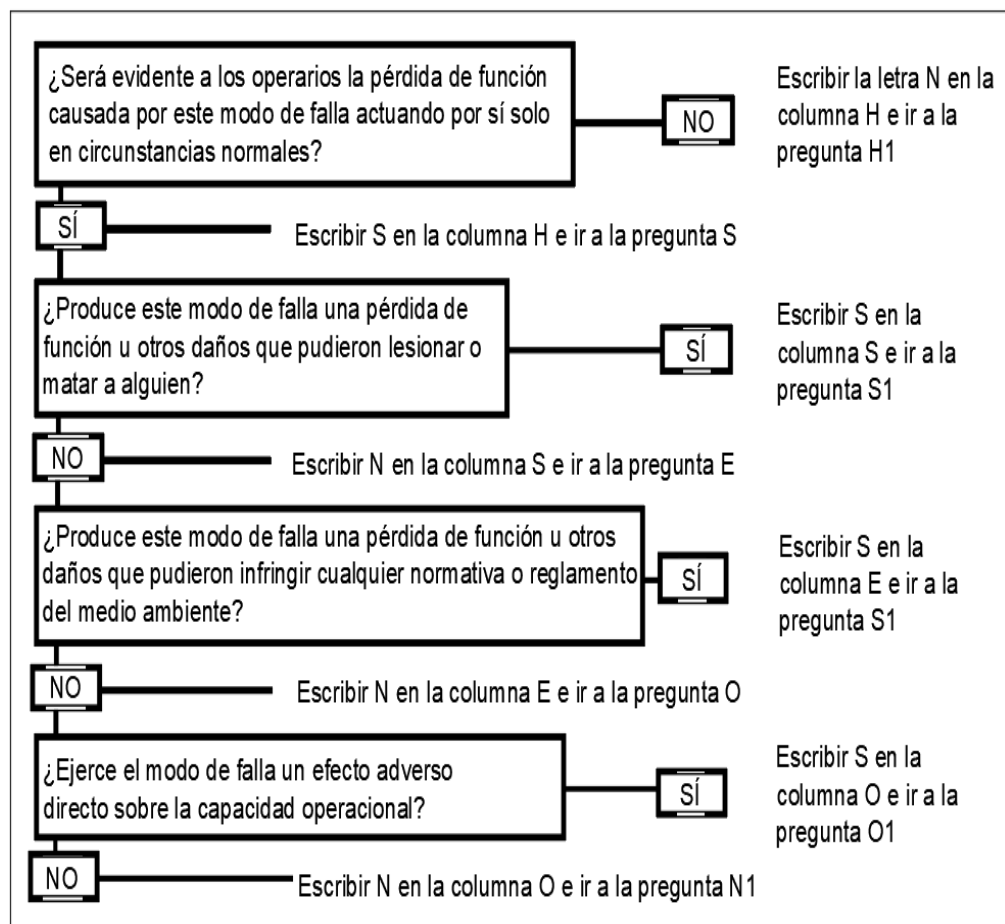 ¿Será evidente a los operarios la pérdida de función
causada por este modo de falla actuando por sí solo
en circunstancias normales?
NO
Escribir la letra N en la
columna H e ir a la
pregunta H1
SÍ
Escribir S en la columna H e ir a la pregunta S
¿Produce este modo de falla una pérdida de
función u otros daños que pudieron lesionar o
matar a alguien?
SÍ
Escribir S en la
columna S e ir a la
pregunta S1
NO
Escribir N en la columna S e ir a la pregunta E
¿Produce este modo de falla una pérdida de función u otros
daños que pudieron infringir cualquier normativa o reglamento
del medio ambiente?
SÍ
Escribir S en la
columna E e ir a la
pregunta S1
NO
Escribir N en la columna E e ir a la pregunta O
¿Ejerce el modo de falla un efecto adverso
directo sobre la capacidad operacional?
SÍ
Escribir S en la
columna O e ir a la
pregunta O1
NO
Escribir N en la columna O e ir a la pregunta N1